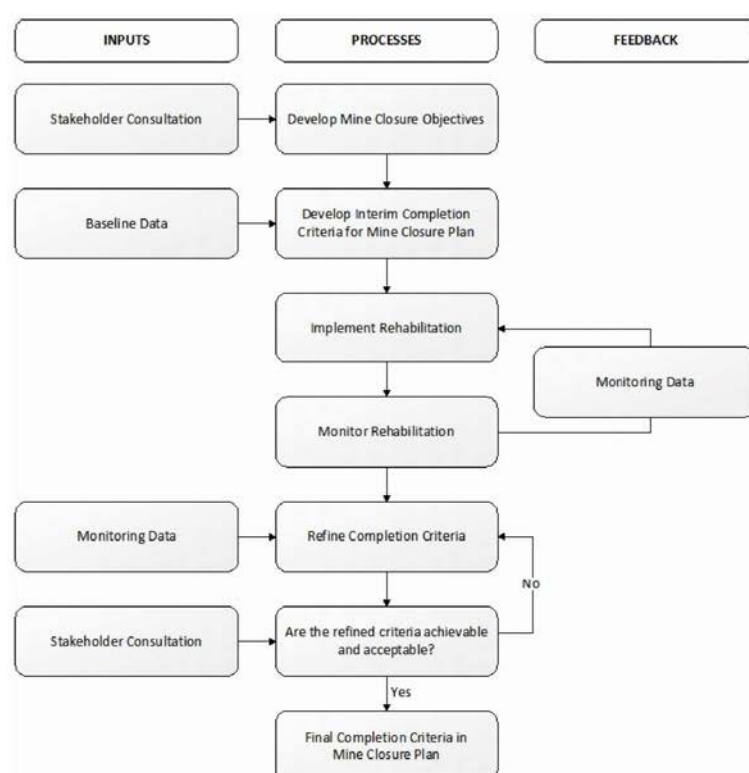 INPUTS
PROCESSES
FEEDBACK
Stakeholder Consultation
Develop Mine Closure Objectives
Baseline Data
Develop Interim Completion
Criteria for Mine Closure Plan
Implement Rehabilitation
Monitoring Data
Monitor Rehabilitation
Monitoring Data
Refine Completion Criteria
No
Stakeholder Consultation
Are the refined criteria achievable
and acceptable?
Yes
Final Completion Criteria in
Mine Closure Plan